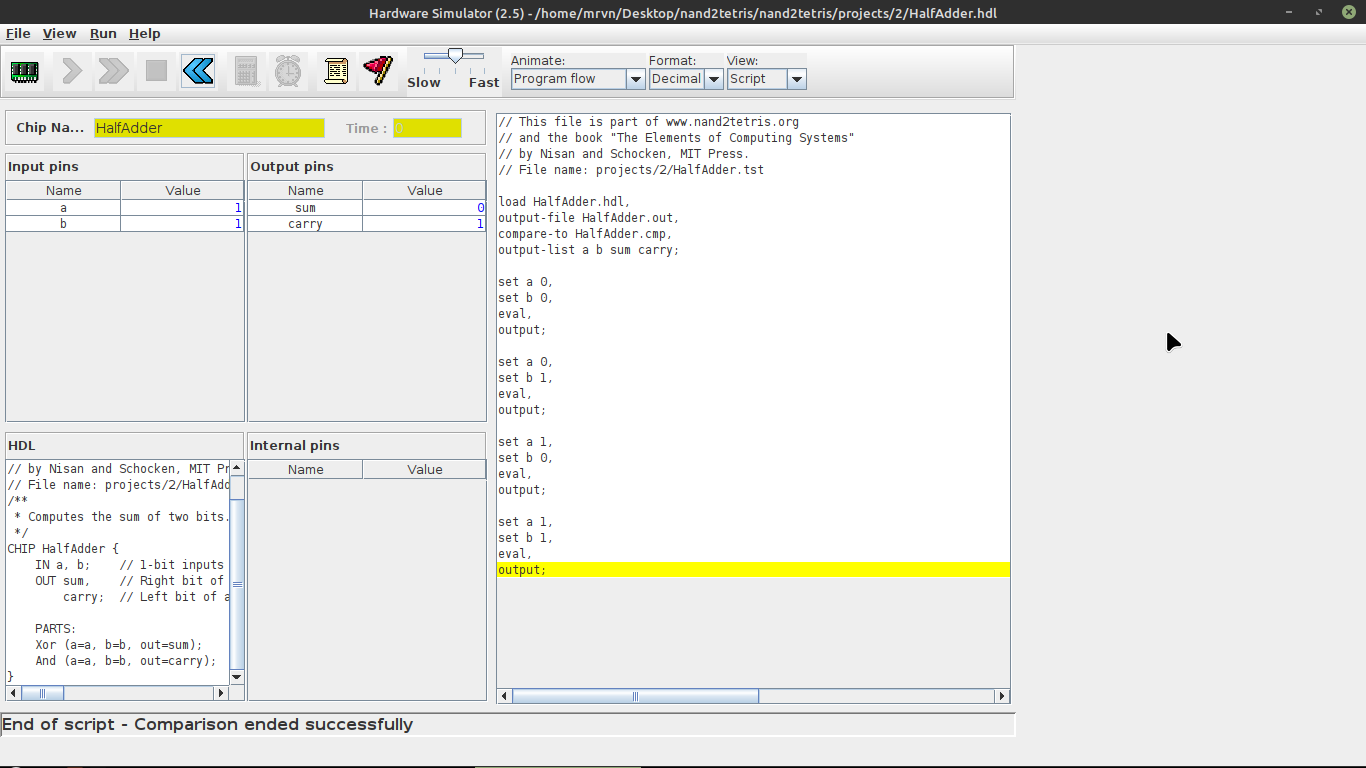 Hardware Simulator (2.5) - /home/mrvn/Desktop/nand2tetris/nand2tetris/projects/2/HalfAdder.hdl
File View Run Help
Slow Fast
Animate: Format: View:
Program flow Decimal Script
Chip Na... HalfAdder Time : 0
Input pins
Name Value
a 1
b 1
Output pins
Name Value
sum 0
carry 1
HDL
// by Nisan and Schocken, MIT Pr
// File name: projects/2/HalfAdd
/**
 * Computes the sum of two bits.
 */
CHIP HalfAdder {
    IN a, b;    // 1-bit inputs
    OUT sum,    // Right bit of
        carry;  // Left bit of a

    PARTS:
    Xor (a=a, b=b, out=sum);
    And (a=a, b=b, out=carry);
}
Internal pins
Name Value
// This file is part of www.nand2tetris.org
// and the book "The Elements of Computing Systems"
// by Nisan and Schocken, MIT Press.
// File name: projects/2/HalfAdder.tst

load HalfAdder.hdl,
output-file HalfAdder.out,
compare-to HalfAdder.cmp,
output-list a b sum carry;

set a 0,
set b 0,
eval,
output;

set a 0,
set b 1,
eval,
output;

set a 1,
set b 0,
eval,
output;

set a 1,
set b 1,
eval,
output;
End of script - Comparison ended successfully